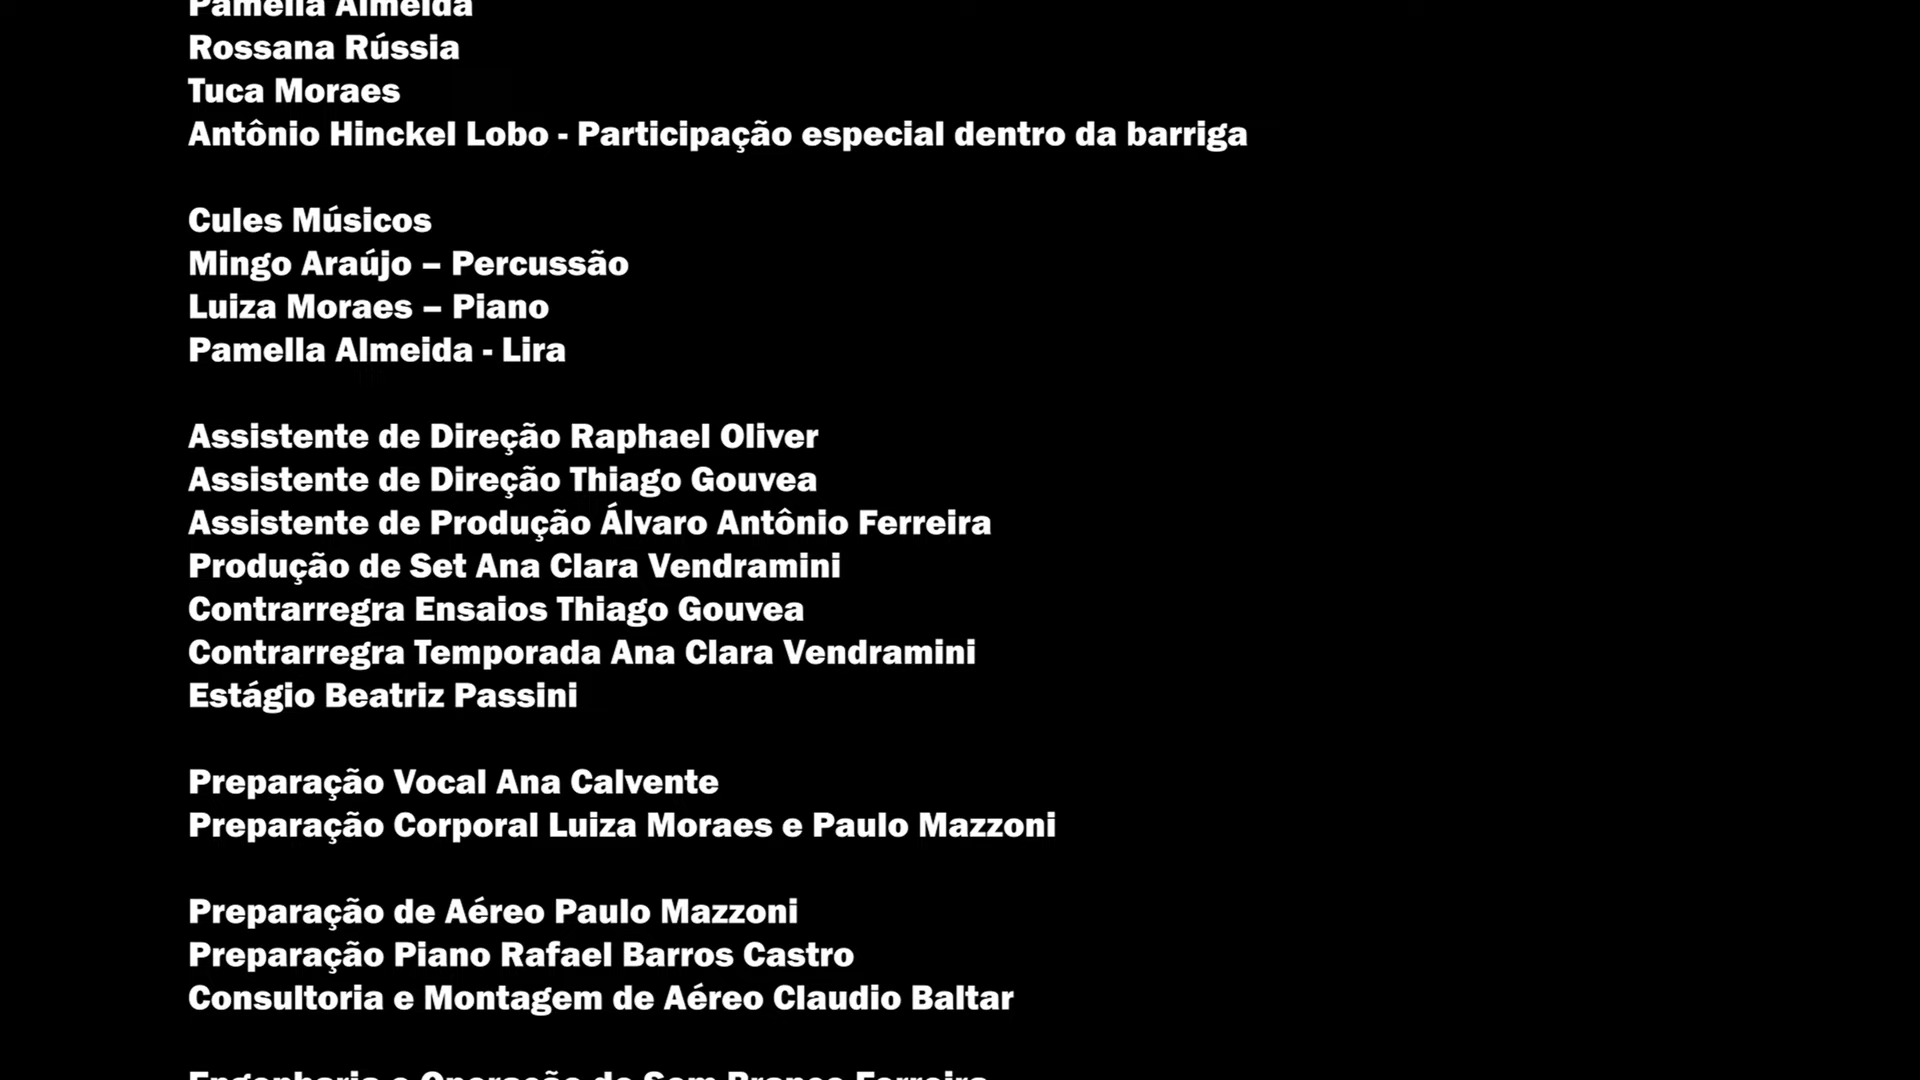 Pamella Almeida
Rossana Rússia
Tuca Moraes
Antônio Hinckel Lobo - Participação especial dentro da barriga
Cules Músicos
Mingo Araújo – Percussão
Luiza Moraes – Piano
Pamella Almeida - Lira
Assistente de Direção Raphael Oliver
Assistente de Direção Thiago Gouvea
Assistente de Produção Álvaro Antônio Ferreira
Produção de Set Ana Clara Vendramini
Contrarregra Ensaios Thiago Gouvea
Contrarregra Temporada Ana Clara Vendramini
Estágio Beatriz Passini
Preparação Vocal Ana Calvente
Preparação Corporal Luiza Moraes e Paulo Mazzoni
Preparação de Aéreo Paulo Mazzoni
Preparação Piano Rafael Barros Castro
Consultoria e Montagem de Aéreo Claudio Baltar
Engenharia e Operação de Som Branco Ferreira